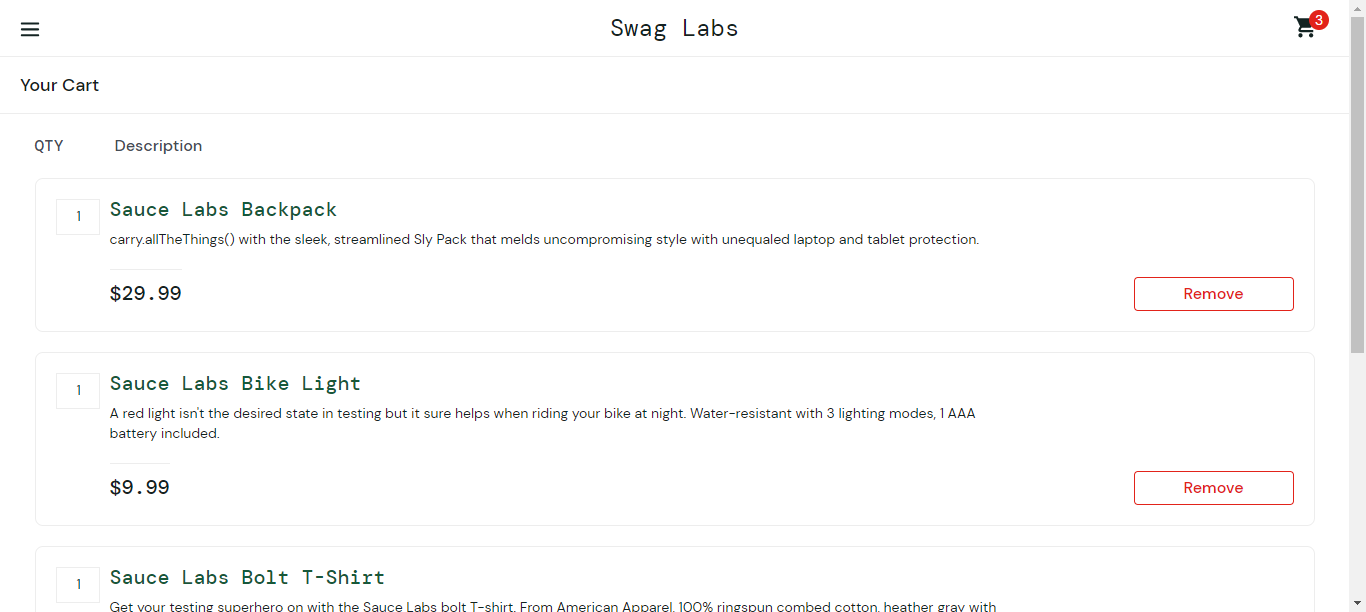 Swag Labs
3
Your Cart
QTY Description
1 Sauce Labs Backpack
carry.allTheThings() with the sleek, streamlined Sly Pack that melds uncompromising style with unequaled laptop and tablet protection.
$29.99
Remove
1 Sauce Labs Bike Light
A red light isn't the desired state in testing but it sure helps when riding your bike at night. Water-resistant with 3 lighting modes, 1 AAA
battery included.
$9.99
Remove
1 Sauce Labs Bolt T-Shirt
Get your testing superhero on with the Sauce Labs bolt T-shirt. From American Apparel, 100% ringspun combed cotton, heather gray with